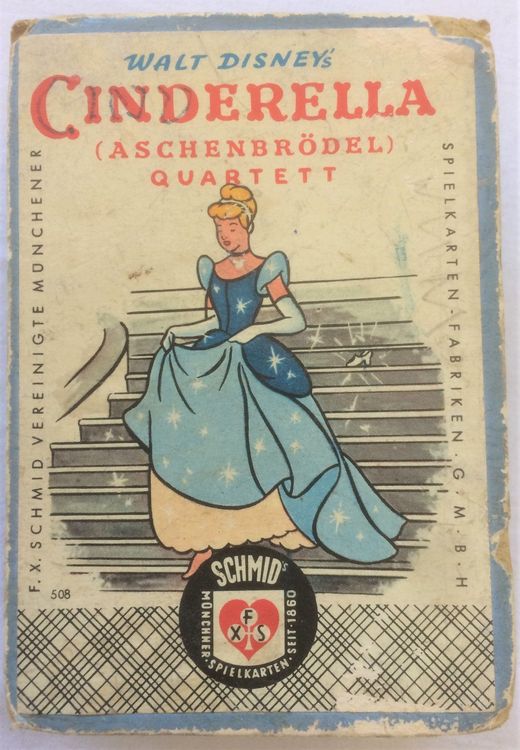 WALT DISNEY's
CINDERELLA
(ASCHENBRÖDEL)
QUARTETT
F. X. SCHMID VEREINIGTE MÜNCHENER
SPIELKARTEN - FABRIKEN . G . M . B . H
508
SCHMID's
F
X S
MÜNCHNER · SPIELKARTEN · SEIT · 1860